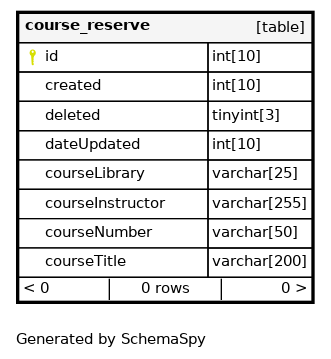 course_reserve [table]
id int[10]
created int[10]
deleted tinyint[3]
dateUpdated int[10]
courseLibrary varchar[25]
courseInstructor varchar[255]
courseNumber varchar[50]
courseTitle varchar[200]
< 0 0 rows 0 >
Generated by SchemaSpy